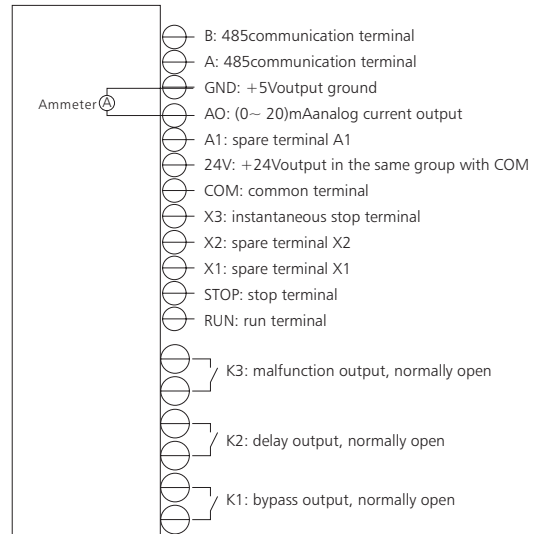 B: 485communication terminal
A: 485communication terminal
GND: +5Voutput ground
Ammeter A
AO: (0~ 20)mAanalog current output
A1: spare terminal A1
24V: +24Voutput in the same group with COM
COM: common terminal
X3: instantaneous stop terminal
X2: spare terminal X2
X1: spare terminal X1
STOP: stop terminal
RUN: run terminal
K3: malfunction output, normally open
K2: delay output, normally open
K1: bypass output, normally open